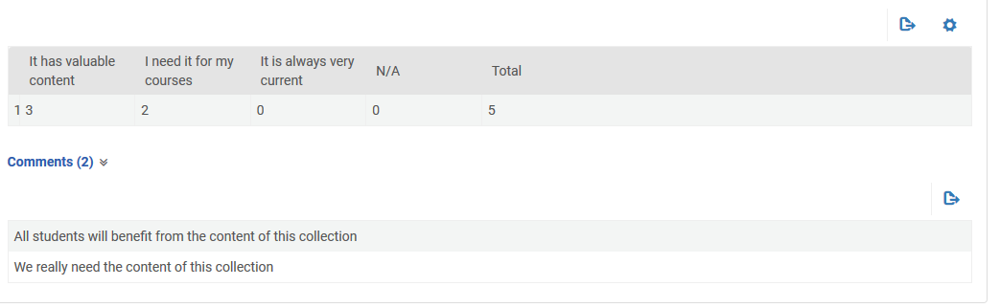 It has valuable content I need it for my courses It is always very current N/A Total
1 3 2 0 0 5
Comments (2)
All students will benefit from the content of this collection
We really need the content of this collection